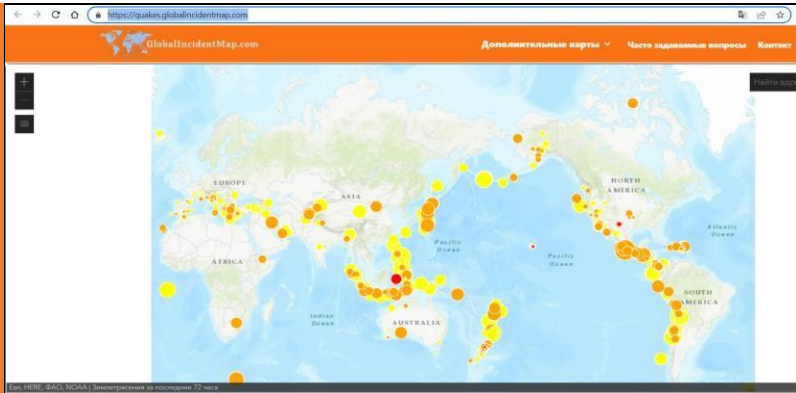 https://quakes.globalincidentmap.com
GlobalIncidentMap.com
Дополнительные карты
Часто задаваемые вопросы
Контакт
Найти адре
EUROPE
ASIA
NORTH
AMERICA
Atlantic
Ocean
Pacific
Ocean
Pacific
Ocean
AFRICA
SOUTH
AMERICA
Indian
Ocean
AUSTRALIA
Esri, HERE, ФАО, NOAA | Землетрясения за последние 72 часа